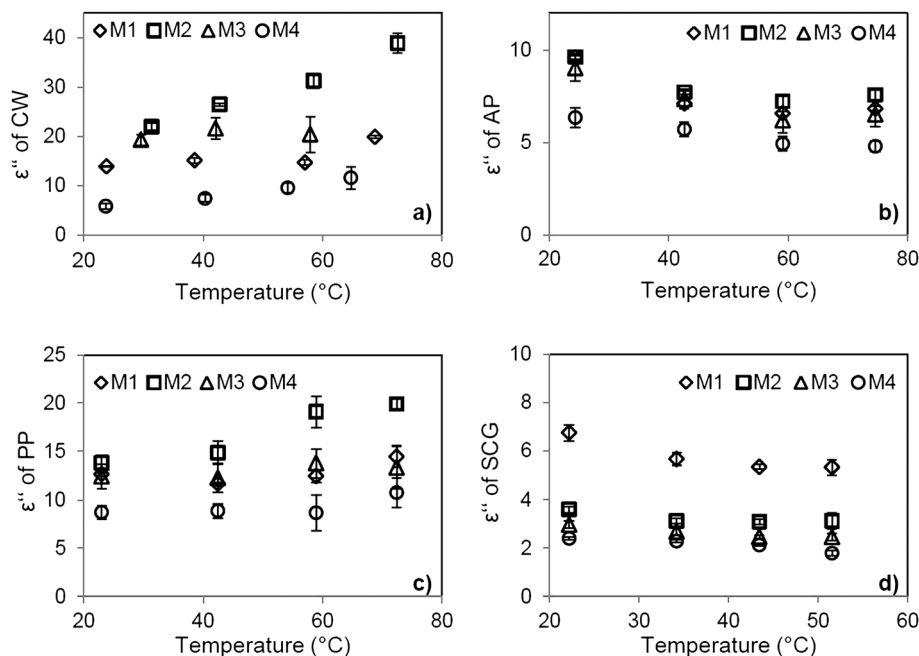 ◇M1 □M2 △M3 ○M4
ε“ of CW
40
30
20
10
0
20 40 60 80
Temperature (°C)
a)
◇M1 □M2 △M3 ○M4
ε“ of AP
10
5
0
20 30 40 50 60 70 80
Temperature (°C)
b)
◇M1 □M2 △M3 ○M4
ε“ of PP
25
20
15
10
5
0
20 40 60 80
Temperature (°C)
c)
◇M1 □M2 △M3 ○M4
ε“ of SCG
10
8
6
4
2
0
20 30 40 50 60
Temperature (°C)
d)